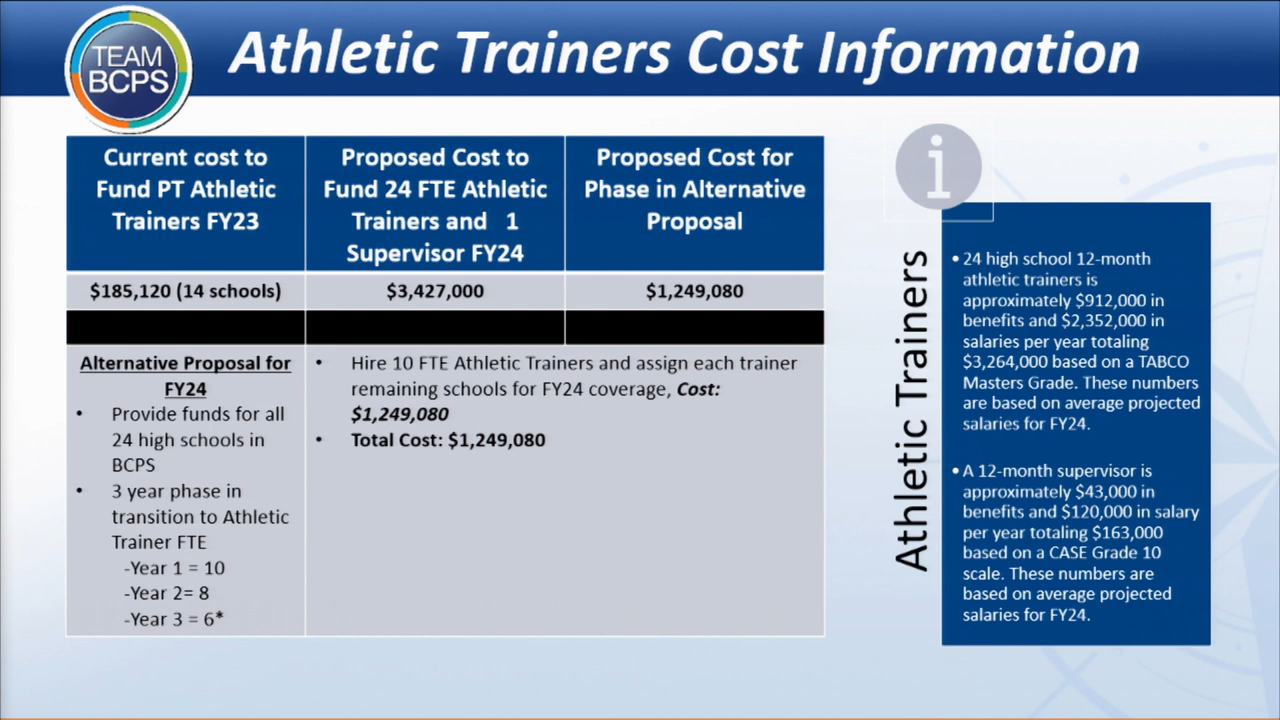 TEAM
BCPS
Athletic Trainers Cost Information
Current cost to
Fund PT Athletic
Trainers FY23
Proposed Cost to
Fund 24 FTE Athletic
Trainers and 1
Supervisor FY24
Proposed Cost for
Phase in Alternative
Proposal
$185,120 (14 schools)
$3,427,000
$1,249,080
Alternative Proposal for
FY24
• Provide funds for all
24 high schools in
BCPS
• 3 year phase in
transition to Athletic
Trainer FTE
-Year 1 = 10
-Year 2= 8
-Year 3 = 6*
• Hire 10 FTE Athletic Trainers and assign each trainer
remaining schools for FY24 coverage, Cost:
$1,249,080
• Total Cost: $1,249,080
i
Athletic Trainers
• 24 high school 12-month
athletic trainers is
approximately $912,000 in
benefits and $2,352,000 in
salaries per year totaling
$3,264,000 based on a TABCO
Masters Grade. These numbers
are based on average projected
salaries for FY24.
• A 12-month supervisor is
approximately $43,000 in
benefits and $120,000 in salary
per year totaling $163,000
based on a CASE Grade 10
scale. These numbers are
based on average projected
salaries for FY24.